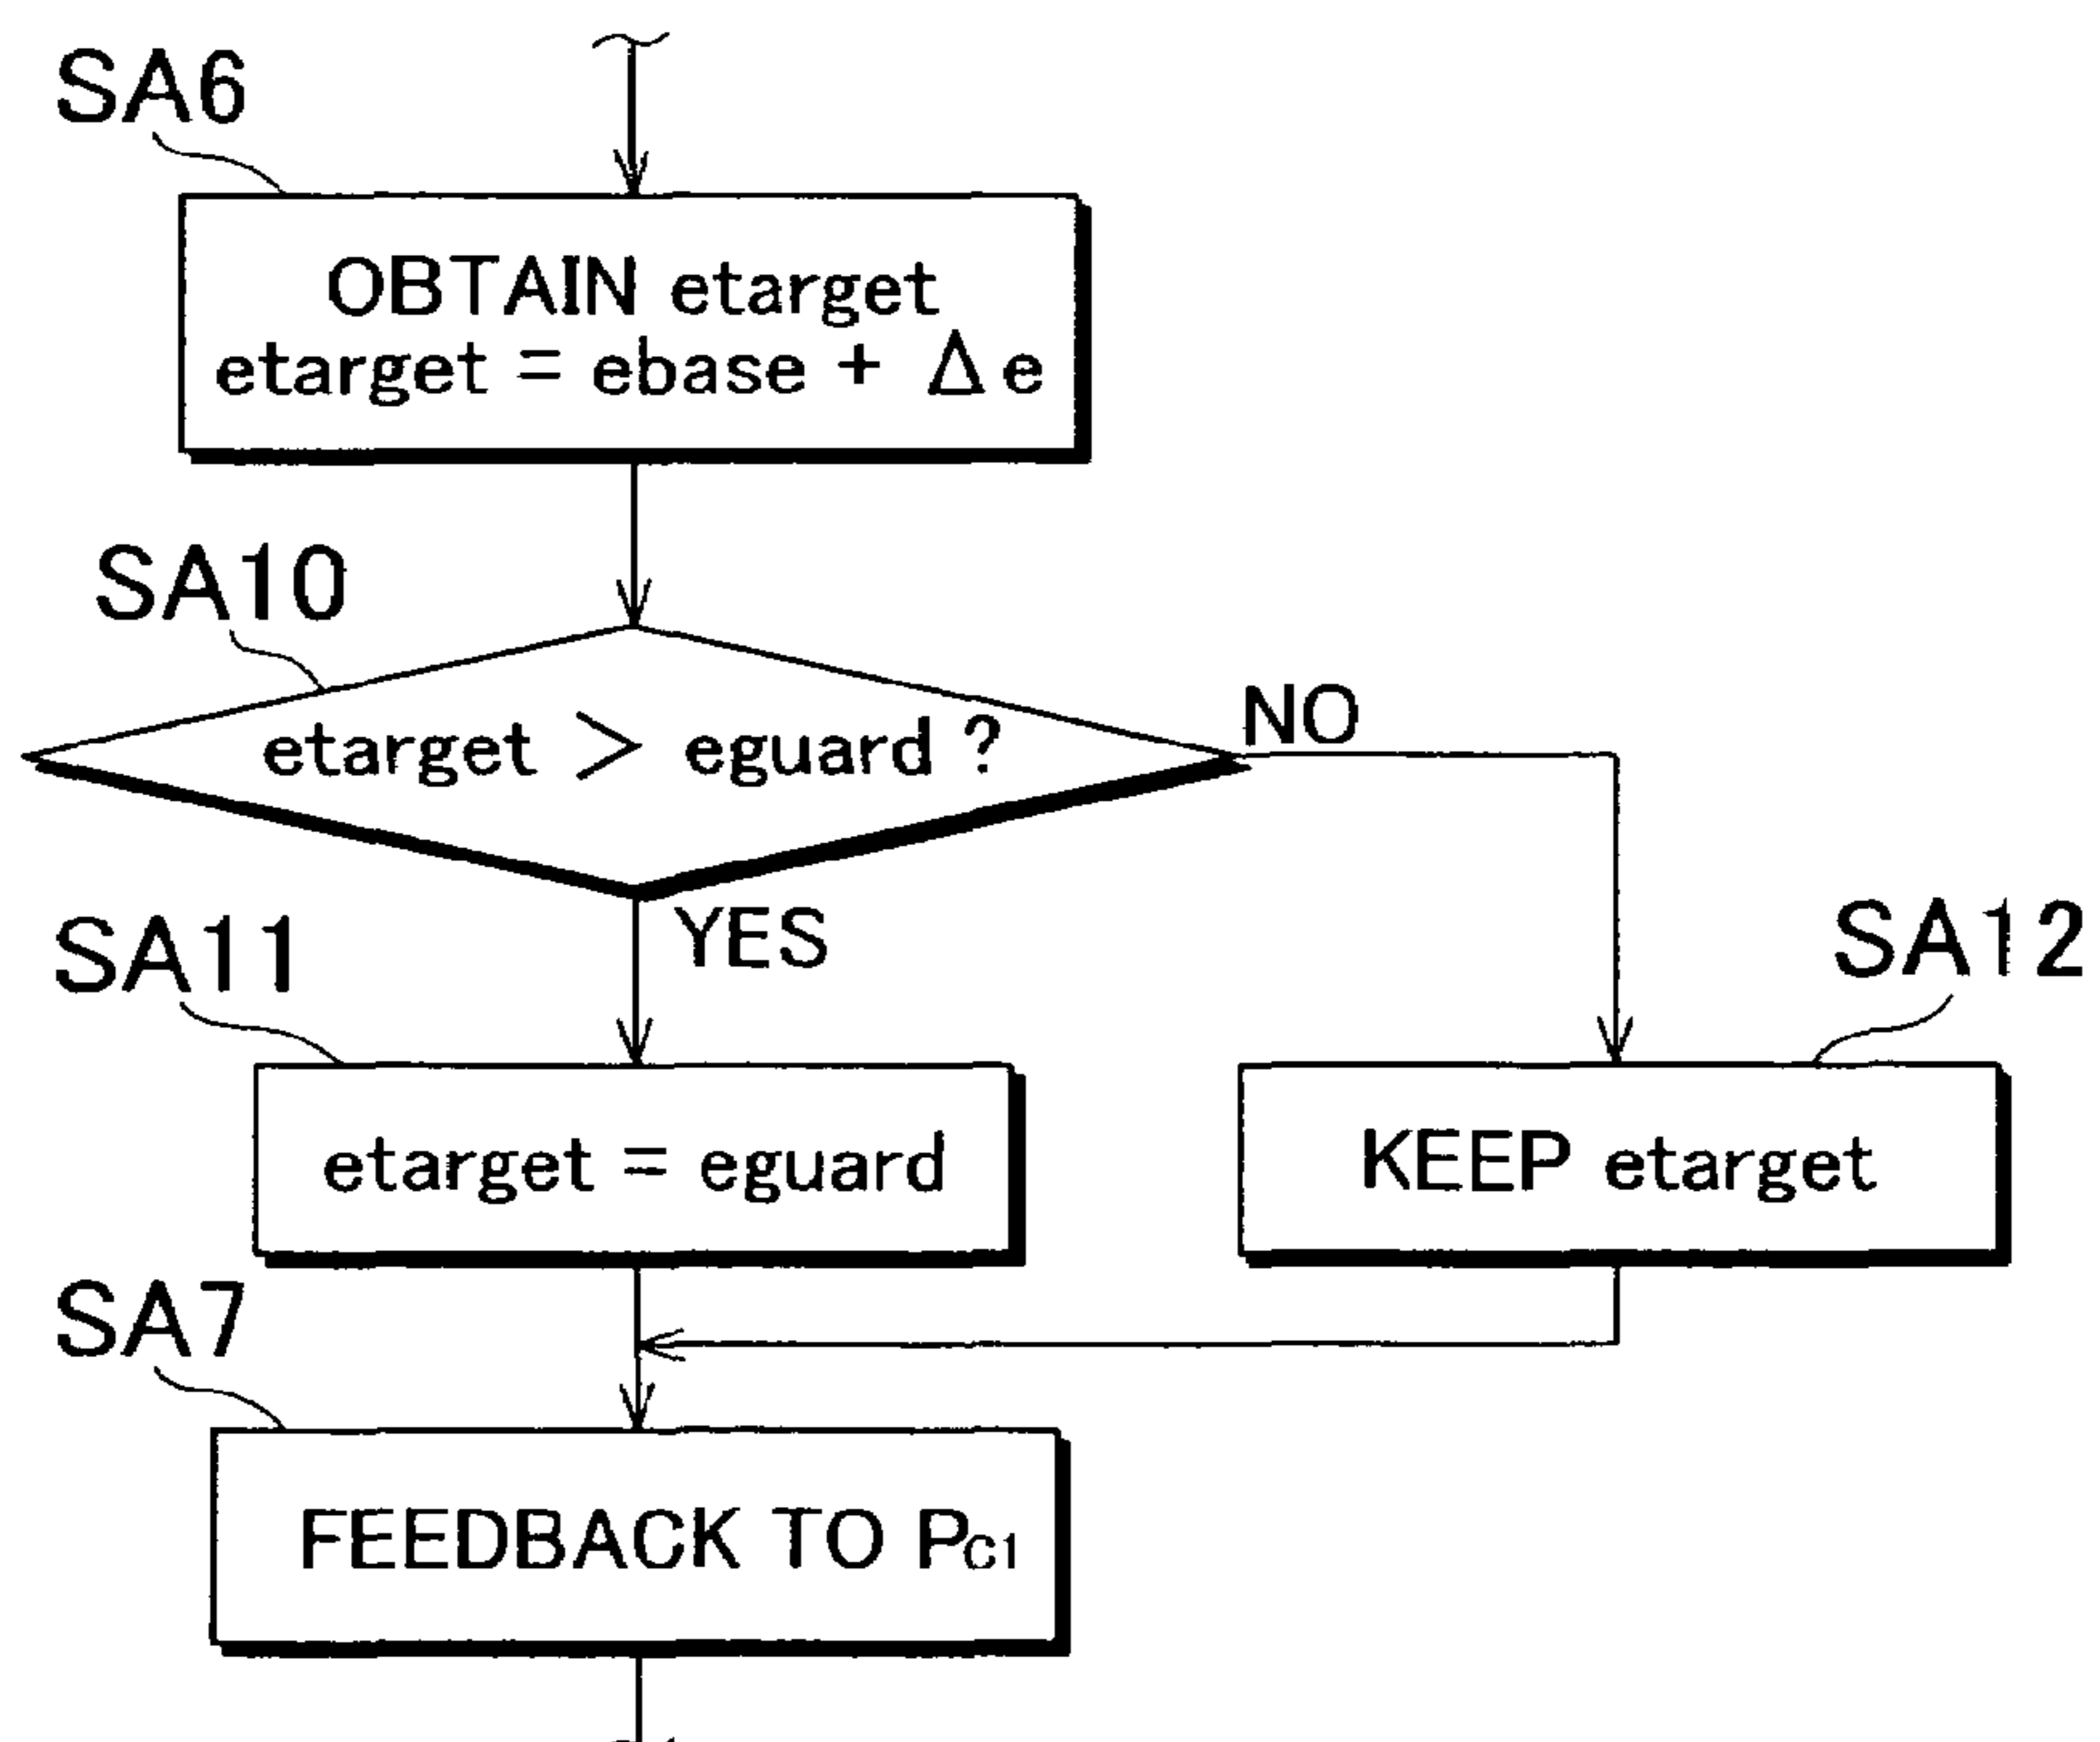 SA6
OBTAIN etarget
etarget = ebase + Δe
SA10
etarget > eguard ?
NO
YES
SA11
SA12
etarget = eguard
KEEP etarget
SA7
FEEDBACK TO PC1